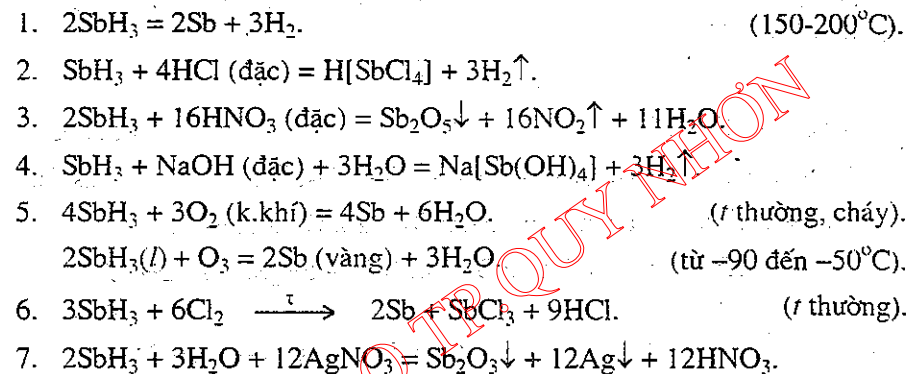 1. 2SbH₃ = 2Sb + 3H₂. (150-200°C).
2. SbH₃ + 4HCl (đặc) = H[SbCl₄] + 3H₂↑.
3. 2SbH₃ + 16HNO₃ (đặc) = Sb₂O₅↓ + 16NO₂↑ + 11H₂O.
4. SbH₃ + NaOH (đặc) + 3H₂O = Na[Sb(OH)₄] + 3H₂↑
5. 4SbH₃ + 3O₂ (k.khí) = 4Sb + 6H₂O. (t thường, cháy).
2SbH₃(l) + O₃ = 2Sb (vàng) + 3H₂O. (từ –90 đến –50°C).
6. 3SbH₃ + 6Cl₂ —τ→ 2Sb + SbCl₃ + 9HCl. (t thường).
7. 2SbH₃ + 3H₂O + 12AgNO₃ = Sb₂O₃↓ + 12Ag↓ + 12HNO₃.
O TP.QUY NHƠN